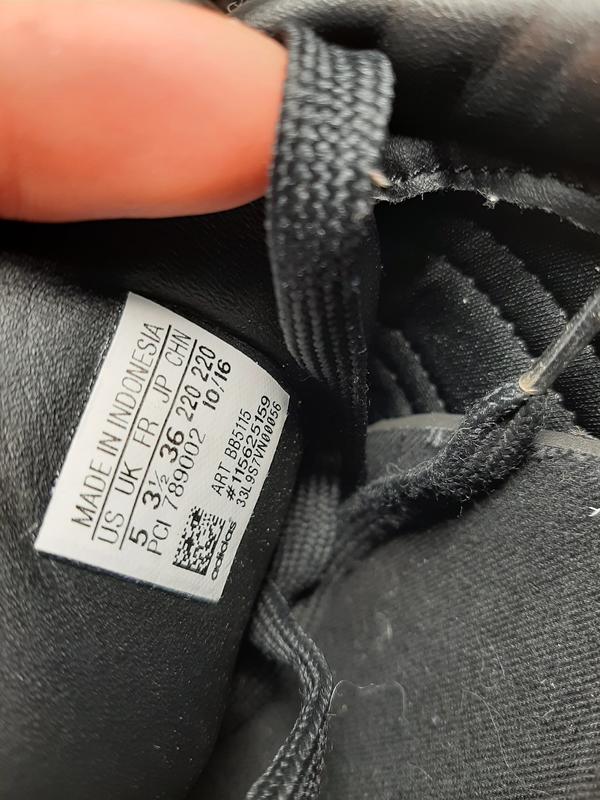 MADE IN INDONESIA
US UK FR JP CHN
5 3½ 36 220 220
PCI 789002 10/16
ART BB5115
#115625159
33L9S7VN00056
adidas